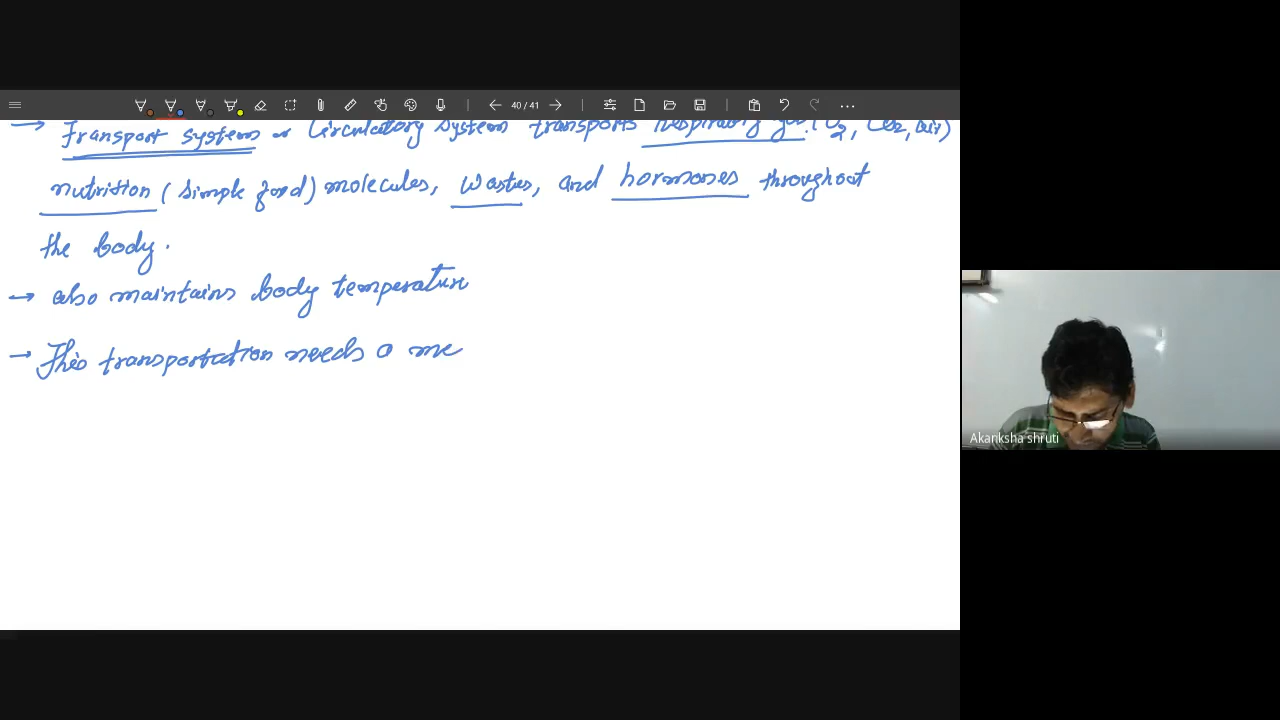 40 / 41
→ Transport system or Circulatory System transports respiratory gas. (O2, CO2, air)
nutrition (simple food) molecules, wastes, and hormones throughout
the body.
→ also maintains body temperature
→ This transportation needs a me
Akanksha shruti